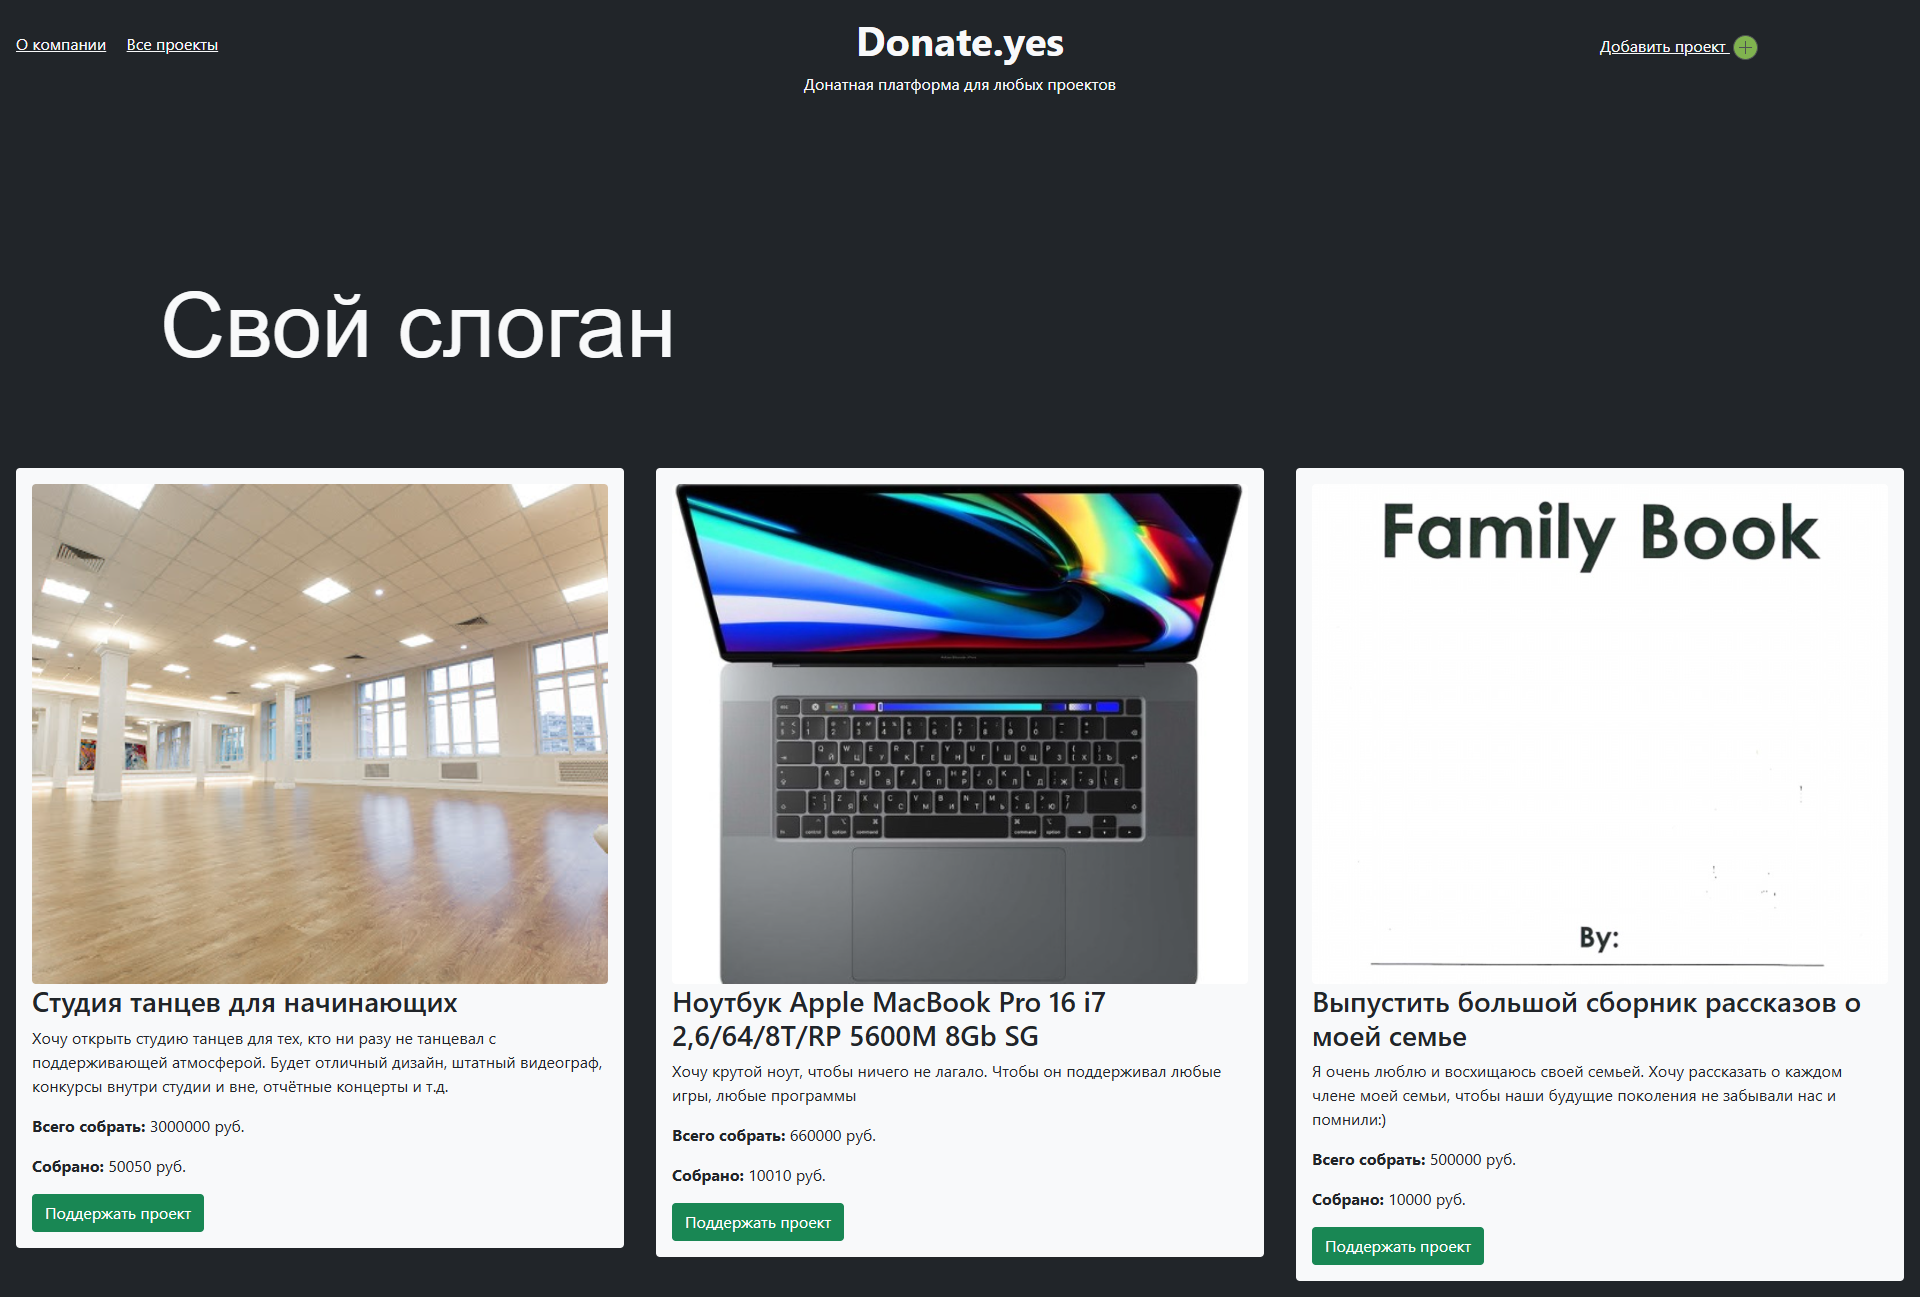 О компании Все проекты
Donate.yes
Добавить проект
Донатная платформа для любых проектов
Свой слоган
Family Book
By:
Студия танцев для начинающих
Хочу открыть студию танцев для тех, кто ни разу не танцевал с
поддерживающей атмосферой. Будет отличный дизайн, штатный видеограф,
конкурсы внутри студии и вне, отчётные концерты и т.д.
Всего собрать: 3000000 руб.
Собрано: 50050 руб.
Поддержать проект
Ноутбук Apple MacBook Pro 16 i7
2,6/64/8T/RP 5600M 8Gb SG
Хочу крутой ноут, чтобы ничего не лагало. Чтобы он поддерживал любые
игры, любые программы
Всего собрать: 660000 руб.
Собрано: 10010 руб.
Поддержать проект
Выпустить большой сборник рассказов о
моей семье
Я очень люблю и восхищаюсь своей семьей. Хочу рассказать о каждом
члене моей семьи, чтобы наши будущие поколения не забывали нас и
помнили:)
Всего собрать: 500000 руб.
Собрано: 10000 руб.
Поддержать проект